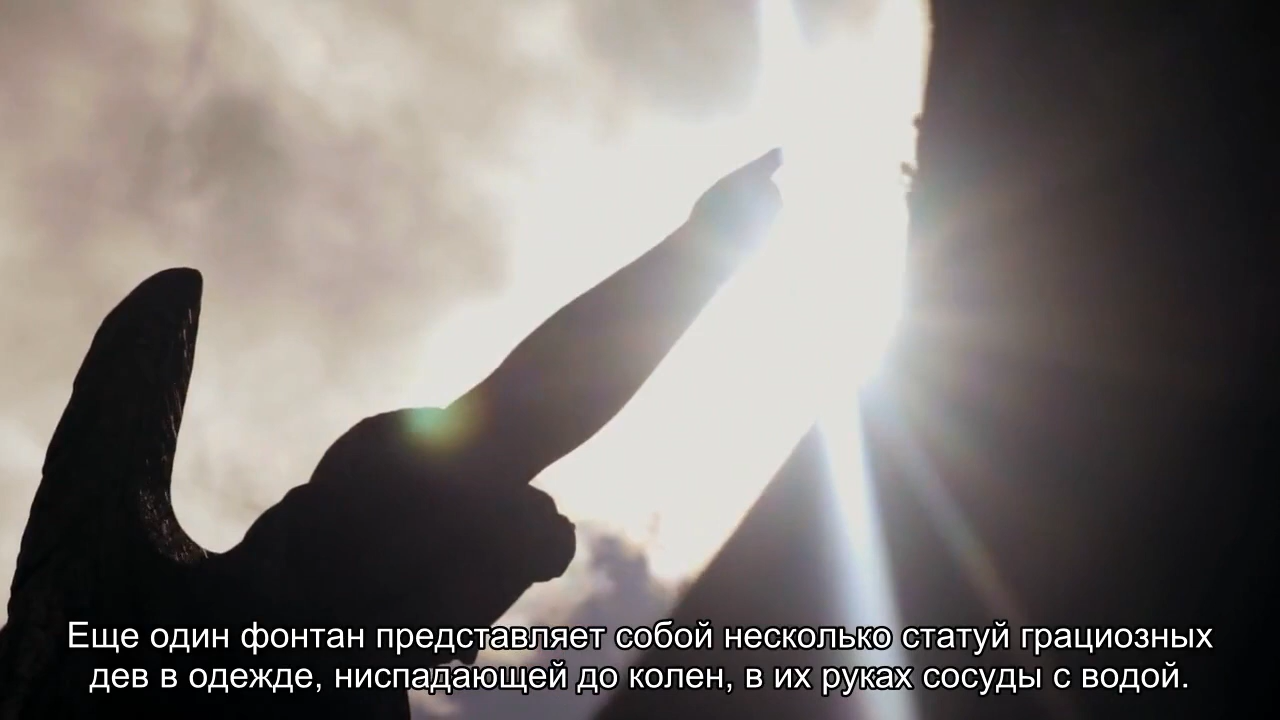 Еще один фонтан представляет собой несколько статуй грациозных
дев в одежде, ниспадающей до колен, в их руках сосуды с водой.